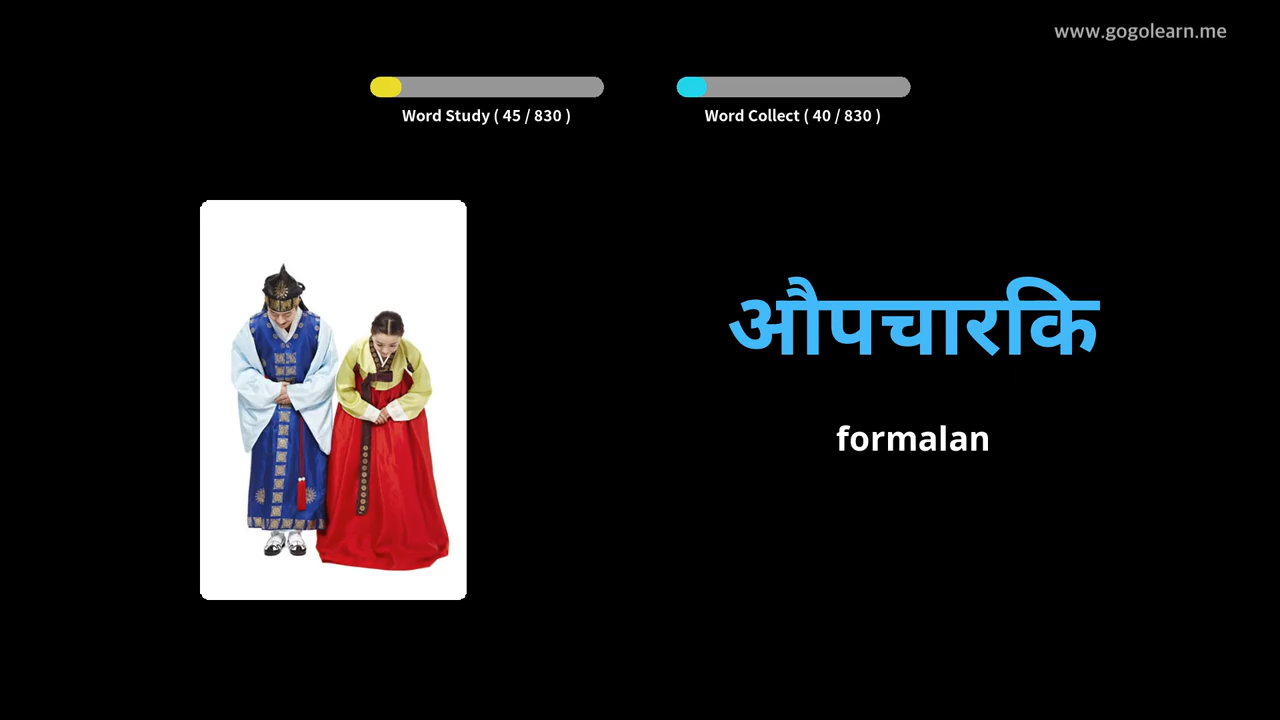 www.gogolearn.me
Word Study ( 45 / 830 )
Word Collect ( 40 / 830 )
औपचारिक
formalan